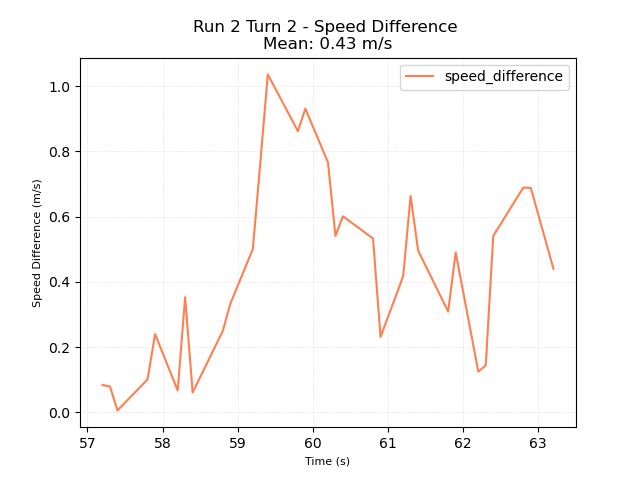 Run 2 Turn 2 - Speed Difference
Mean: 0.43 m/s
speed_difference
Speed Difference (m/s)
1.0
0.8
0.6
0.4
0.2
0.0
57 58 59 60 61 62 63
Time (s)